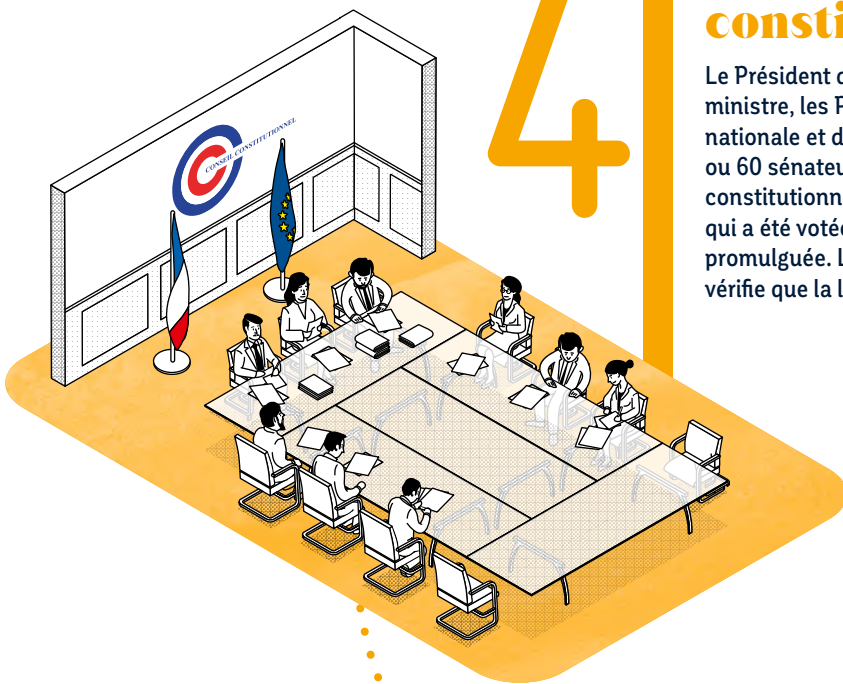 4
consti
Le Président d
ministre, les P
nationale et d
ou 60 sénateu
constitutionn
qui a été votée
promulguée. L
vérifie que la l
CONSEIL CONSTITUTIONNEL